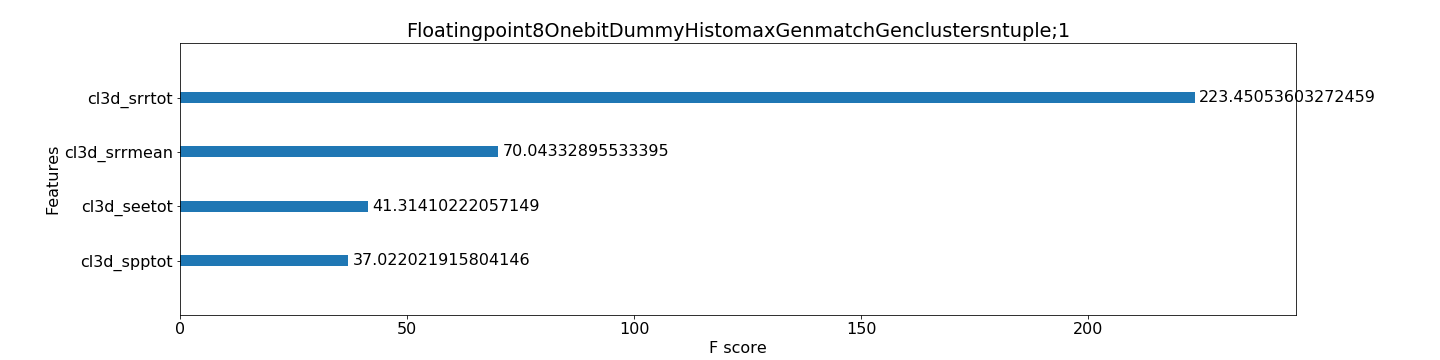 Floatingpoint8OnebitDummyHistomaxGenmatchGenclustersntuple;1
Features
cl3d_srrtot
223.45053603272459
cl3d_srrmean
70.04332895533395
cl3d_seetot
41.31410222057149
cl3d_spptot
37.022021915804146
0 50 100 150 200
F score